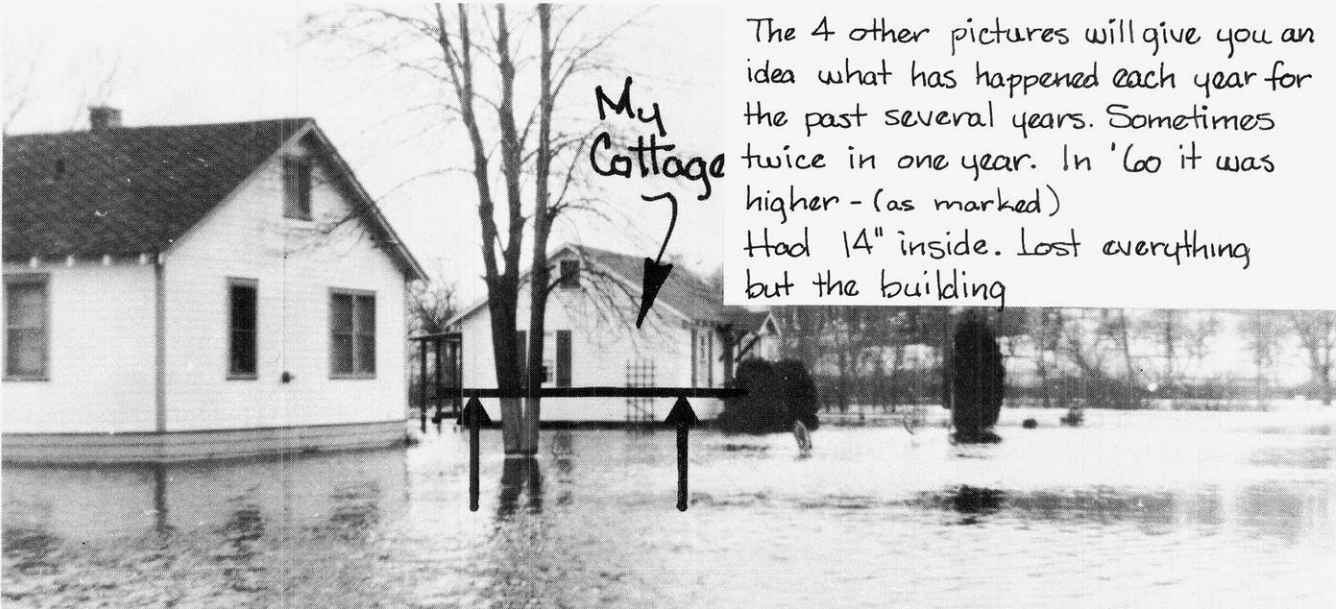 My
Cottage
The 4 other pictures will give you an
idea what has happened each year for
the past several years. Sometimes
twice in one year. In '60 it was
higher - (as marked)
Had 14" inside. Lost everything
but the building